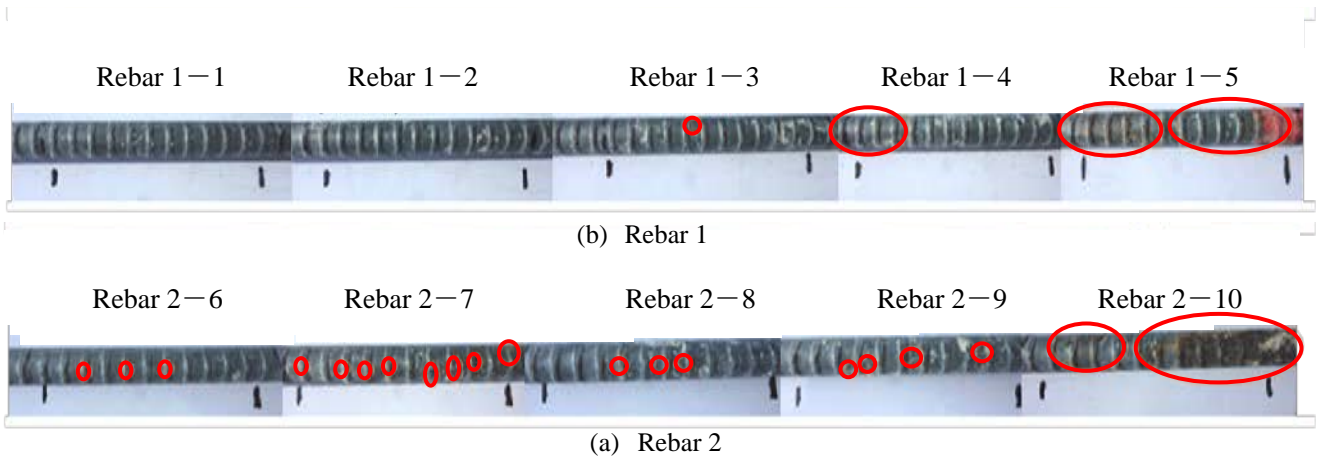 Rebar 1－1 Rebar 1－2 Rebar 1－3 Rebar 1－4 Rebar 1－5
(b) Rebar 1
Rebar 2－6 Rebar 2－7 Rebar 2－8 Rebar 2－9 Rebar 2－10
(a) Rebar 2